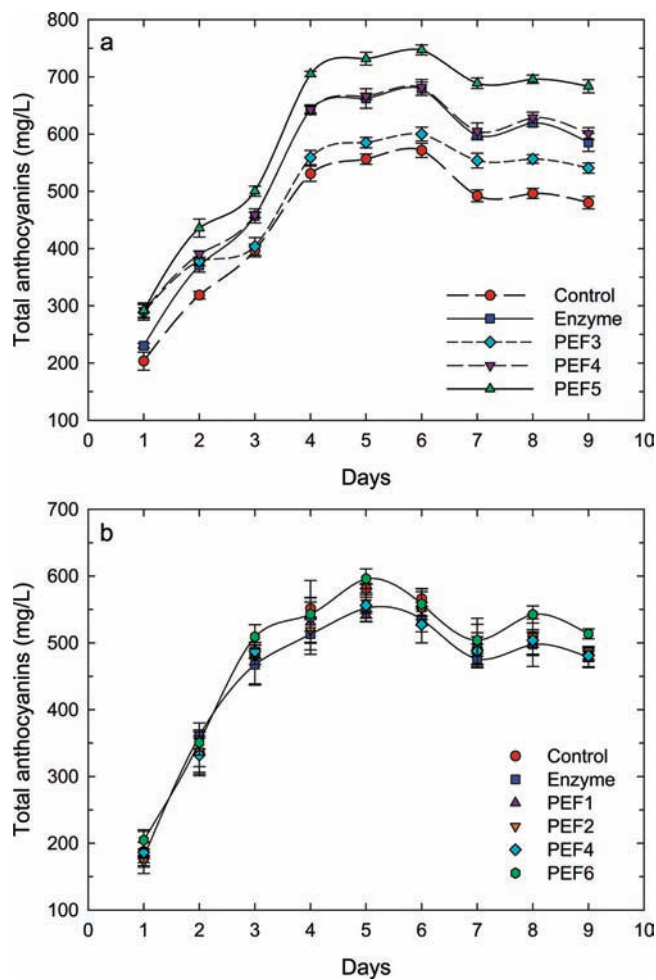 a
Total anthocyanins (mg/L)
800
700
600
500
400
300
200
100
0 1 2 3 4 5 6 7 8 9 10
Days
Control
Enzyme
PEF3
PEF4
PEF5
b
Total anthocyanins (mg/L)
700
600
500
400
300
200
100
0 1 2 3 4 5 6 7 8 9 10
Days
Control
Enzyme
PEF1
PEF2
PEF4
PEF6